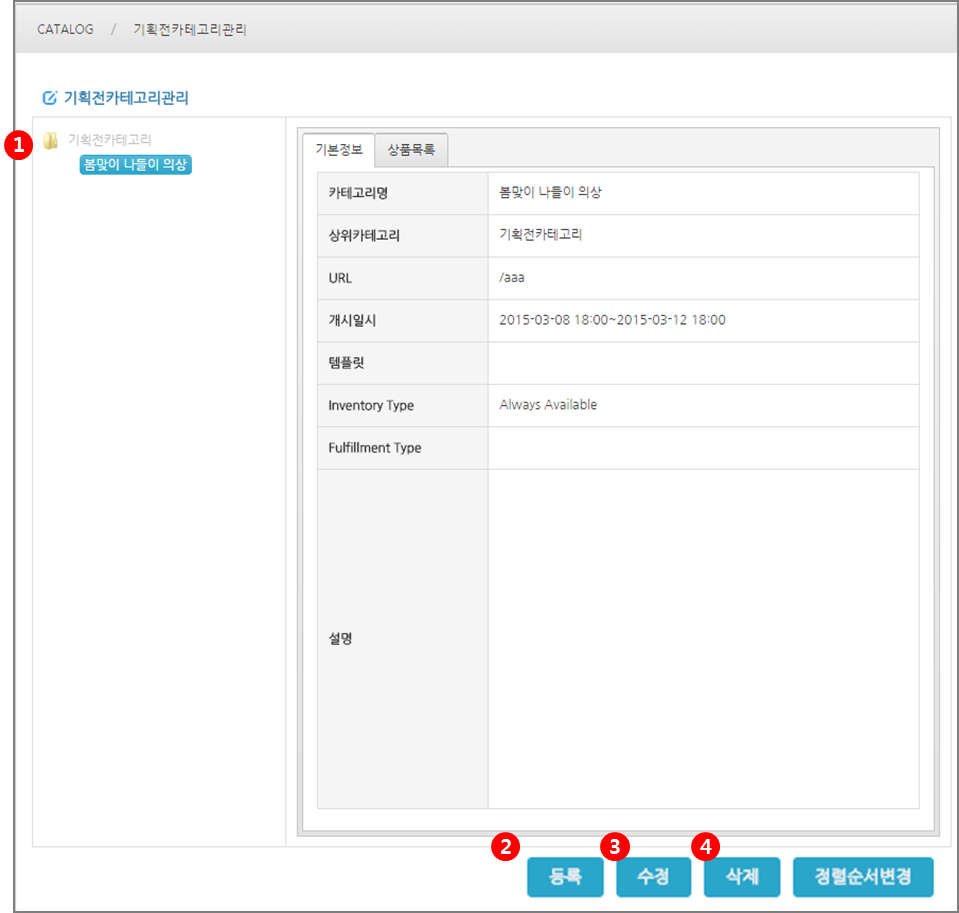 CATALOG / 기획전카테고리관리
기획전카테고리관리
1
기획전카테고리
봄맞이 나들이 의상
기본정보 상품목록
카테고리명 봄맞이 나들이 의상
상위카테고리 기획전카테고리
URL /aaa
개시일시 2015-03-08 18:00~2015-03-12 18:00
템플릿
Inventory Type Always Available
Fulfillment Type
설명
2 3 4
등록 수정 삭제 정렬순서변경